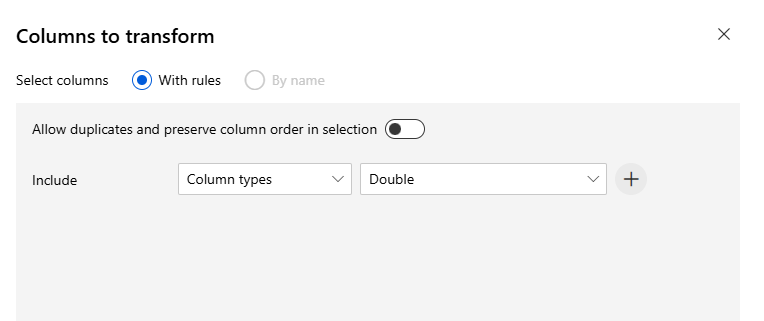 Columns to transform
Select columns With rules By name
Allow duplicates and preserve column order in selection
Include Column types Double